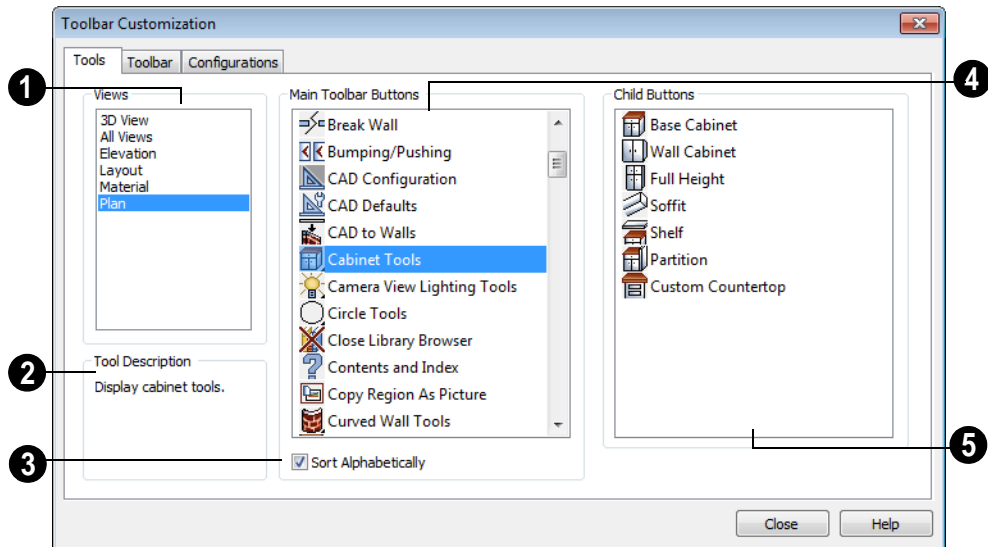 Toolbar Customization
Tools
Toolbar
Configurations
1
Views
3D View
All Views
Elevation
Layout
Material
Plan
2
Tool Description
Display cabinet tools.
3
Main Toolbar Buttons
4
Break Wall
Bumping/Pushing
CAD Configuration
CAD Defaults
CAD to Walls
Cabinet Tools
Camera View Lighting Tools
Circle Tools
Close Library Browser
Contents and Index
Copy Region As Picture
Curved Wall Tools
Sort Alphabetically
Child Buttons
Base Cabinet
Wall Cabinet
Full Height
Soffit
Shelf
Partition
Custom Countertop
5
Close
Help